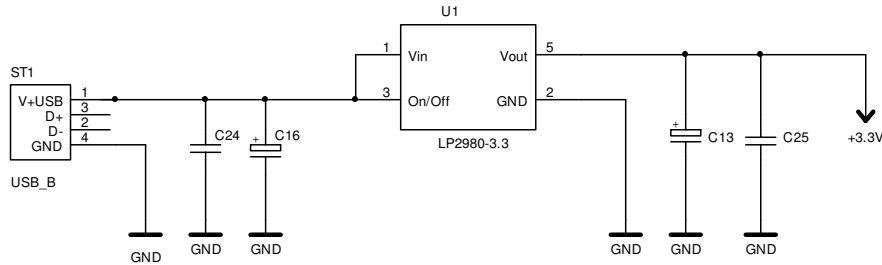 U1
1
Vin
Vout
5
ST1
V+USB
1
3
On/Off
GND
2
D+
3
D-
2
GND
4
C24
+
C16
LP2980-3.3
+
C13
C25
+3.3V
USB_B
GND
GND
GND
GND
GND
GND